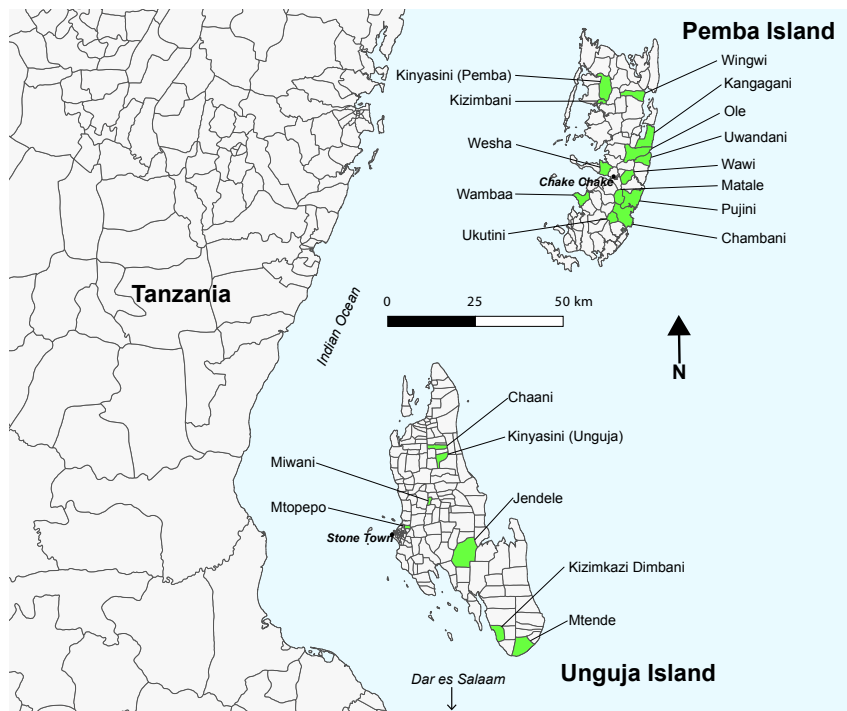 Pemba Island
Kinyasini (Pemba)
Kizimbani
Wingwi
Kangagani
Ole
Uwandani
Wesha
Wawi
Chake Chake
Matale
Wambaa
Pujini
Ukutini
Chambani
Tanzania
Indian Ocean
0 25 50 km
N
Chaani
Kinyasini (Unguja)
Miwani
Jendele
Mtopepo
Stone Town
Kizimkazi Dimbani
Mtende
Unguja Island
Dar es Salaam